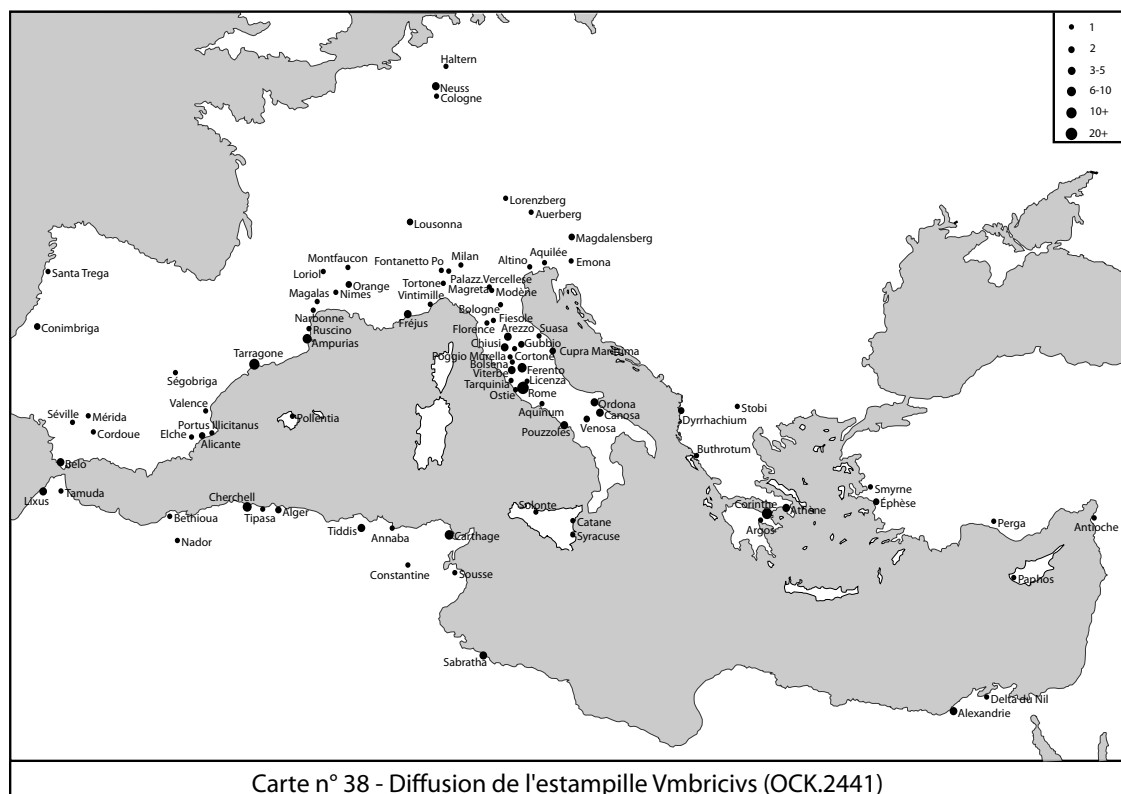 1
2
3-5
6-10
10+
20+
Haltern
Neuss
Cologne
Lorenzberg
Auerberg
Lousonna
Magdalensberg
Santa Trega
Montfaucon
Loriol
Fontanetto Po
Milan
Altino
Aquilée
Emona
Palazz.Vercellese
Orange
Nîmes
Tortone
Magreta
Modène
Magalas
Vintimille
Bologne
Conimbriga
Narbonne
Fréjus
Fiesole
Ruscino
Florence
Arezzo
Suasa
Ampurias
Chiusi
Gubbio
Cupra Maritama
Tarragone
Poggio Murella
Cortone
Bolsena
Viterbe
Ferento
Ségobriga
Tarquinia
Licenza
Ostie
Rome
Valence
Aquinum
Ordona
Stobi
Séville
Mérida
Pollentia
Canosa
Dyrrhachium
Portus Illicitanus
Venosa
Cordoue
Elche
Alicante
Pouzzoles
Buthrotum
Belo
Lixus
Tamuda
Smyrne
Cherchell
Solonte
Corinthe
Athène
Éphèse
Tipasa
Alger
Bethioua
Catane
Perga
Antioche
Tiddis
Annaba
Carthage
Argos
Syracuse
Nador
Constantine
Sousse
Paphos
Sabratha
Delta du Nil
Alexandrie
Carte n° 38 - Diffusion de l'estampille Vmbricivs (OCK.2441)